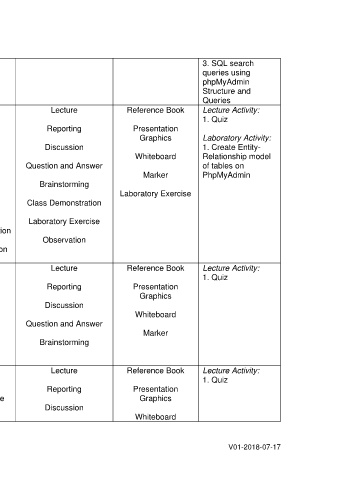 3. SQL search
queries using
phpMyAdmin
Structure and
Queries
Lecture
Reporting
Discussion
Question and Answer
Brainstorming
Class Demonstration
Laboratory Exercise
Observation
Reference Book
Presentation
Graphics
Whiteboard
Marker
Laboratory Exercise
Lecture Activity:
1. Quiz
Laboratory Activity:
1. Create Entity-
Relationship model
of tables on
PhpMyAdmin
ion
on
Lecture
Reporting
Discussion
Question and Answer
Brainstorming
Reference Book
Presentation
Graphics
Whiteboard
Marker
Lecture Activity:
1. Quiz
e
Lecture
Reporting
Discussion
Reference Book
Presentation
Graphics
Whiteboard
Lecture Activity:
1. Quiz
V01-2018-07-17